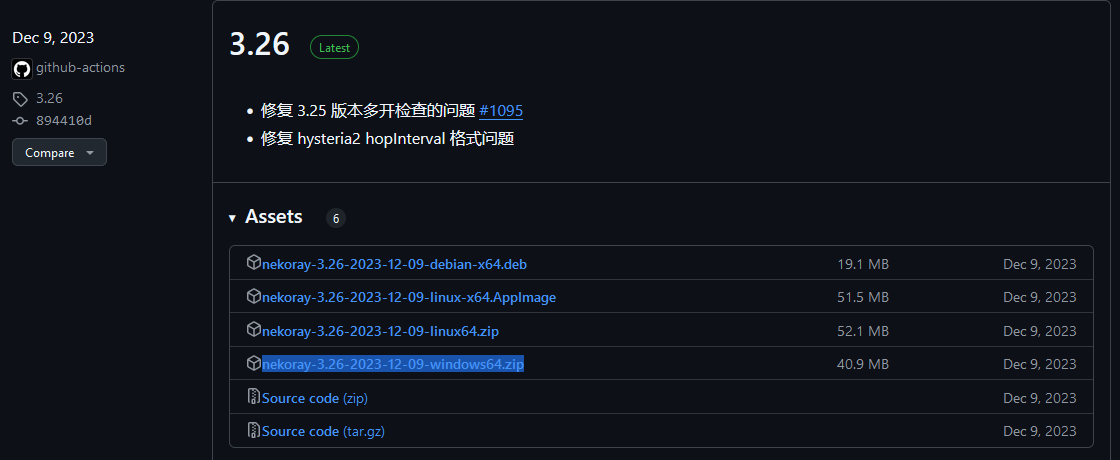 Dec 9, 2023
github-actions
3.26
894410d
Compare
3.26 Latest
修复 3.25 版本多开检查的问题 #1095
修复 hysteria2 hopInterval 格式问题
Assets 6
nekoray-3.26-2023-12-09-debian-x64.deb 19.1 MB Dec 9, 2023
nekoray-3.26-2023-12-09-linux-x64.AppImage 51.5 MB Dec 9, 2023
nekoray-3.26-2023-12-09-linux64.zip 52.1 MB Dec 9, 2023
nekoray-3.26-2023-12-09-windows64.zip 40.9 MB Dec 9, 2023
Source code (zip) Dec 9, 2023
Source code (tar.gz) Dec 9, 2023